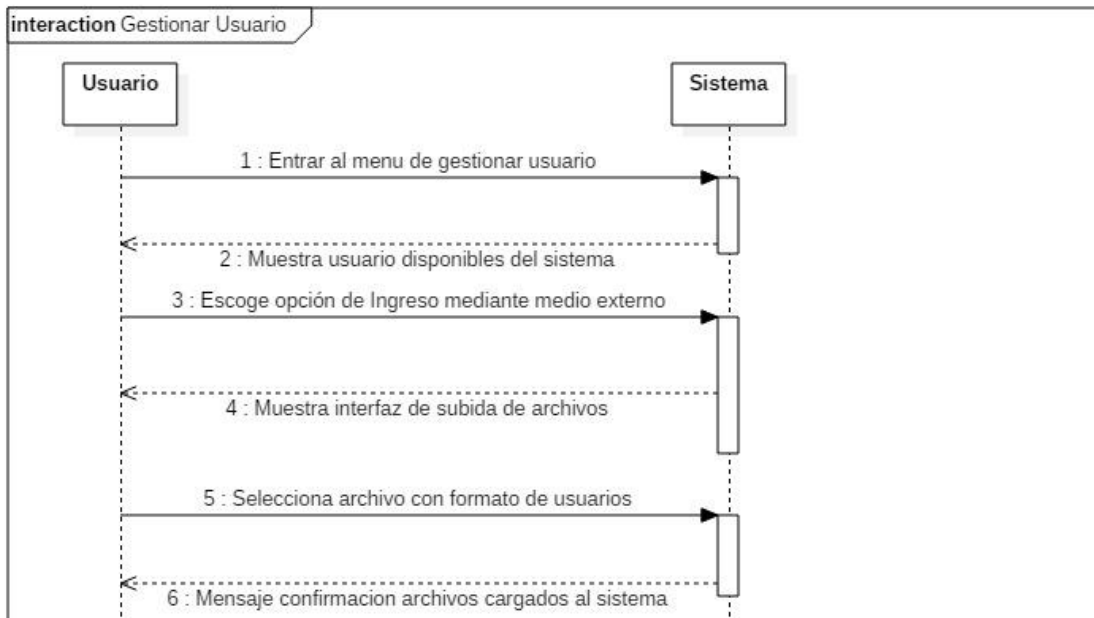 interaction Gestionar Usuario
Usuario
Sistema
1 : Entrar al menu de gestionar usuario
2 : Muestra usuario disponibles del sistema
3 : Escoge opción de Ingreso mediante medio externo
4 : Muestra interfaz de subida de archivos
5 : Selecciona archivo con formato de usuarios
6 : Mensaje confirmacion archivos cargados al sistema